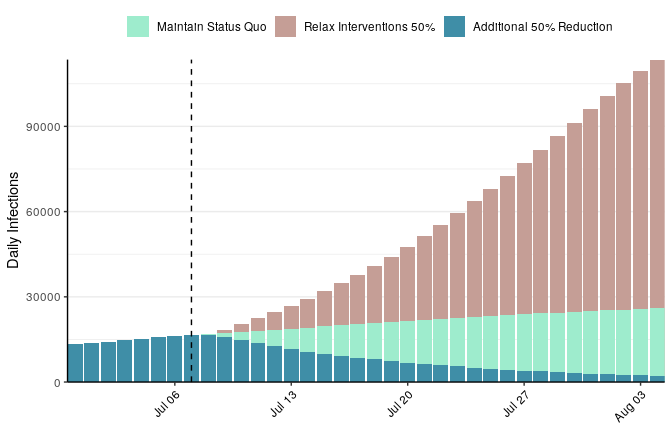 Maintain Status Quo Relax Interventions 50% Additional 50% Reduction
Daily Infections
90000
60000
30000
0
Jul 06 Jul 13 Jul 20 Jul 27 Aug 03